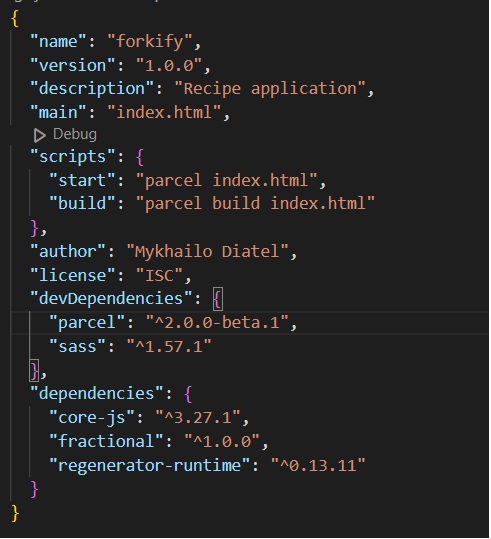 {
"name": "forkify",
"version": "1.0.0",
"description": "Recipe application",
"main": "index.html",
Debug
"scripts": {
"start": "parcel index.html",
"build": "parcel build index.html"
},
"author": "Mykhailo Diatel",
"license": "ISC",
"devDependencies": {
"parcel": "^2.0.0-beta.1",
"sass": "^1.57.1"
},
"dependencies": {
"core-js": "^3.27.1",
"fractional": "^1.0.0",
"regenerator-runtime": "^0.13.11"
}
}